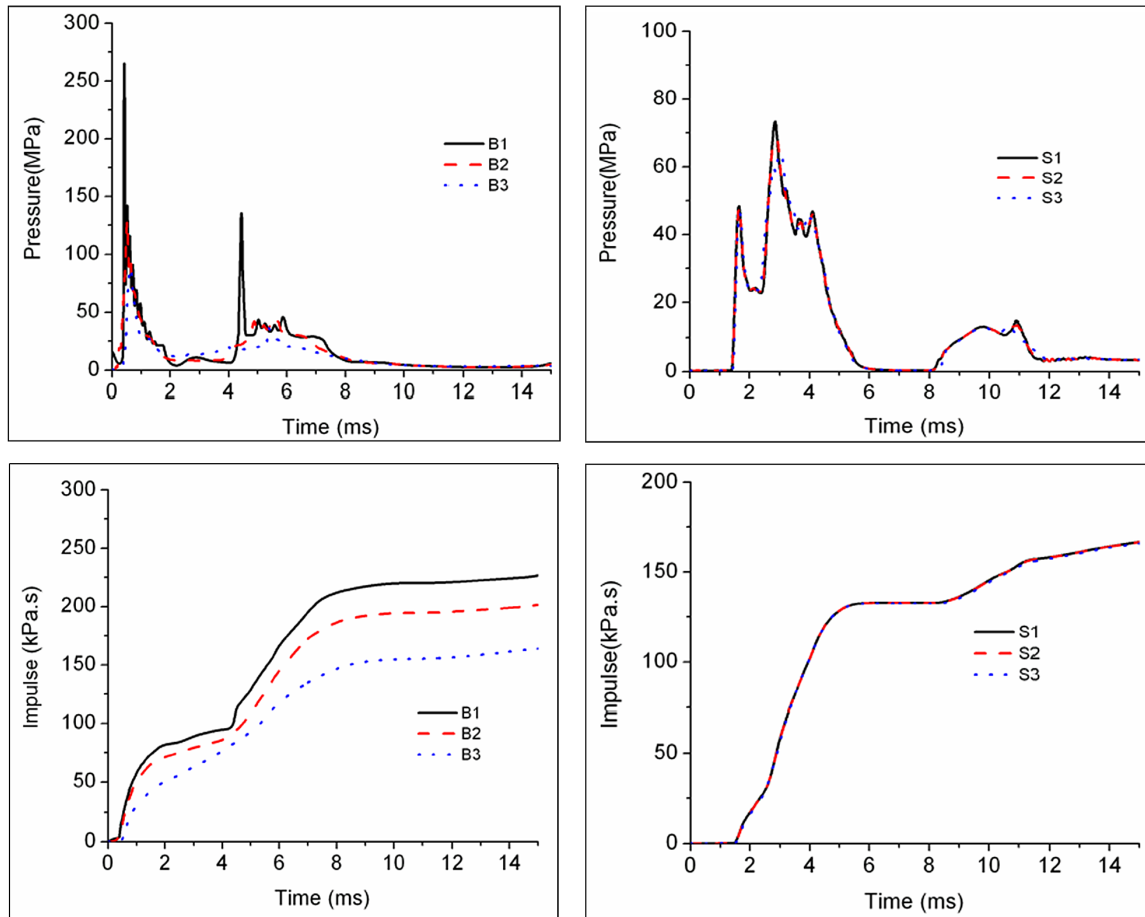 300
250
200
150
100
50
0
Pressure(MPa)
B1
B2
B3
0 2 4 6 8 10 12 14
Time (ms)
100
80
60
40
20
0
Pressure(MPa)
S1
S2
S3
0 2 4 6 8 10 12 14
Time (ms)
300
250
200
150
100
50
0
Impulse (kPa.s)
B1
B2
B3
0 2 4 6 8 10 12 14
Time (ms)
200
150
100
50
0
Impulse(kPa.s)
S1
S2
S3
0 2 4 6 8 10 12 14
Time (ms)